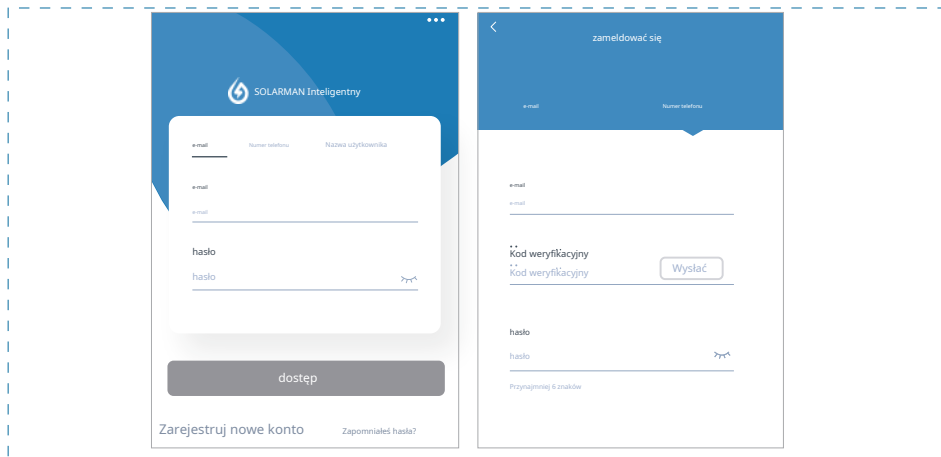 SOLARMAN Inteligentny
e-mail
Numer telefonu
Nazwa użytkownika
e-mail
e-mail
hasło
hasło
dostęp
Zarejestruj nowe konto
Zapomniałeś hasła?
zameldować się
e-mail
Numer telefonu
e-mail
e-mail
Kod weryfikacyjny
Kod weryfikacyjny
Wysłać
hasło
hasło
Przynajmniej 6 znaków